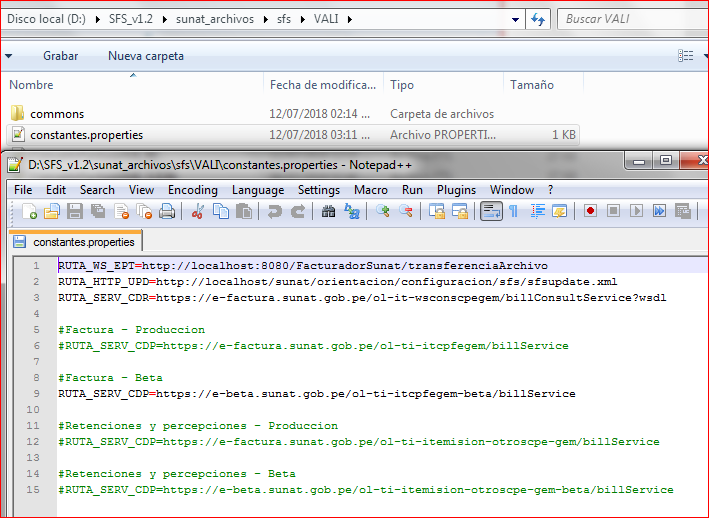 Disco local (D:) ▸ SFS_v1.2 ▸ sunat_archivos ▸ sfs ▸ VALI ▸ Buscar VALI
Grabar Nueva carpeta
Nombre Fecha de modifica... Tipo Tamaño
commons 12/07/2018 02:14 ... Carpeta de archivos
constantes.properties 12/07/2018 03:11 ... Archivo PROPERTI... 1 KB
D:\SFS_v1.2\sunat_archivos\sfs\VALI\constantes.properties - Notepad++
File Edit Search View Encoding Language Settings Macro Run Plugins Window ?
constantes.properties
1 RUTA_WS_EPT=http://localhost:8080/FacturadorSunat/transferenciaArchivo
2 RUTA_HTTP_UPD=http://localhost/sunat/orientacion/configuracion/sfs/sfsupdate.xml
3 RUTA_SERV_CDR=https://e-factura.sunat.gob.pe/ol-it-wsconscpegem/billConsultService?wsdl
4
5 #Factura - Produccion
6 #RUTA_SERV_CDP=https://e-factura.sunat.gob.pe/ol-ti-itcpfegem/billService
7
8 #Factura - Beta
9 RUTA_SERV_CDP=https://e-beta.sunat.gob.pe/ol-ti-itcpfegem-beta/billService
10
11 #Retenciones y percepciones - Produccion
12 #RUTA_SERV_CDP=https://e-factura.sunat.gob.pe/ol-ti-itemision-otroscpe-gem/billService
13
14 #Retenciones y percepciones - Beta
15 #RUTA_SERV_CDP=https://e-beta.sunat.gob.pe/ol-ti-itemision-otroscpe-gem-beta/billService